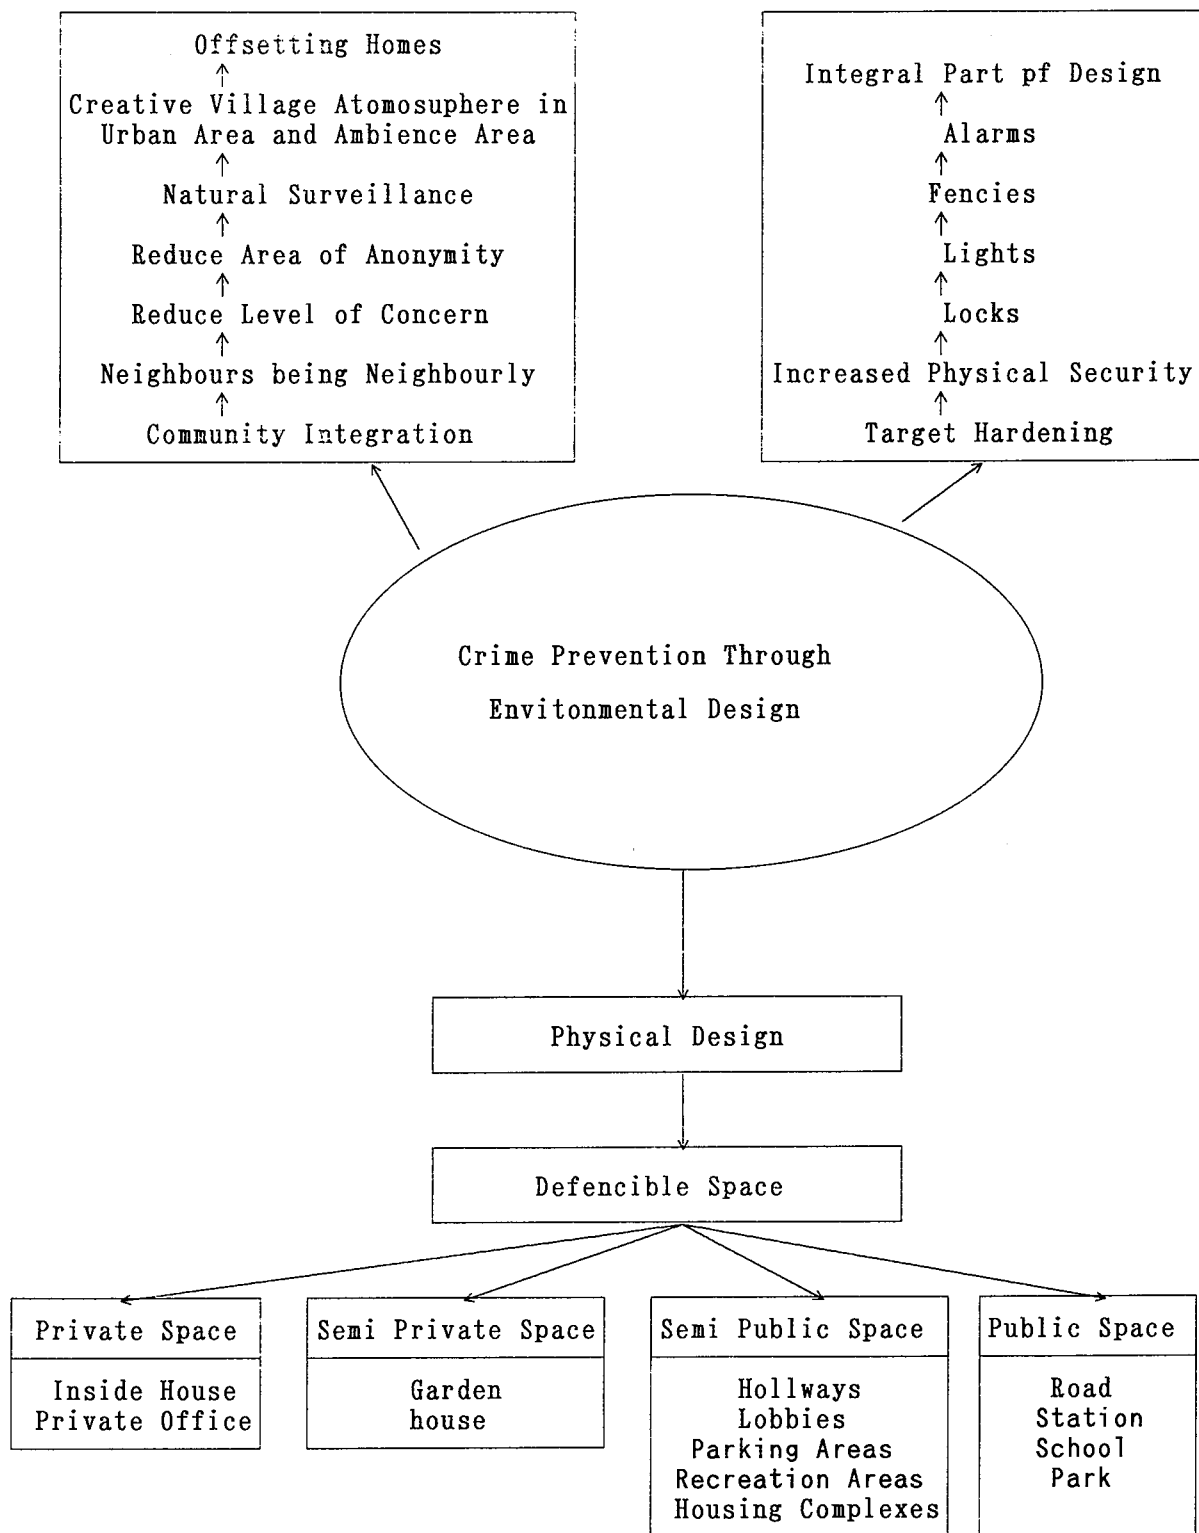 Offsetting Homes
Creative Village Atomosuphere in
Urban Area and Ambience Area
Natural Surveillance
Reduce Area of Anonymity
Reduce Level of Concern
Neighbours being Neighbourly
Community Integration
Integral Part pf Design
Alarms
Fencies
Lights
Locks
Increased Physical Security
Target Hardening
Crime Prevention Through
Envitonmental Design
Physical Design
Defencible Space
Private Space
Inside House
Private Office
Semi Private Space
Garden
house
Semi Public Space
Hollways
Lobbies
Parking Areas
Recreation Areas
Housing Complexes
Public Space
Road
Station
School
Park